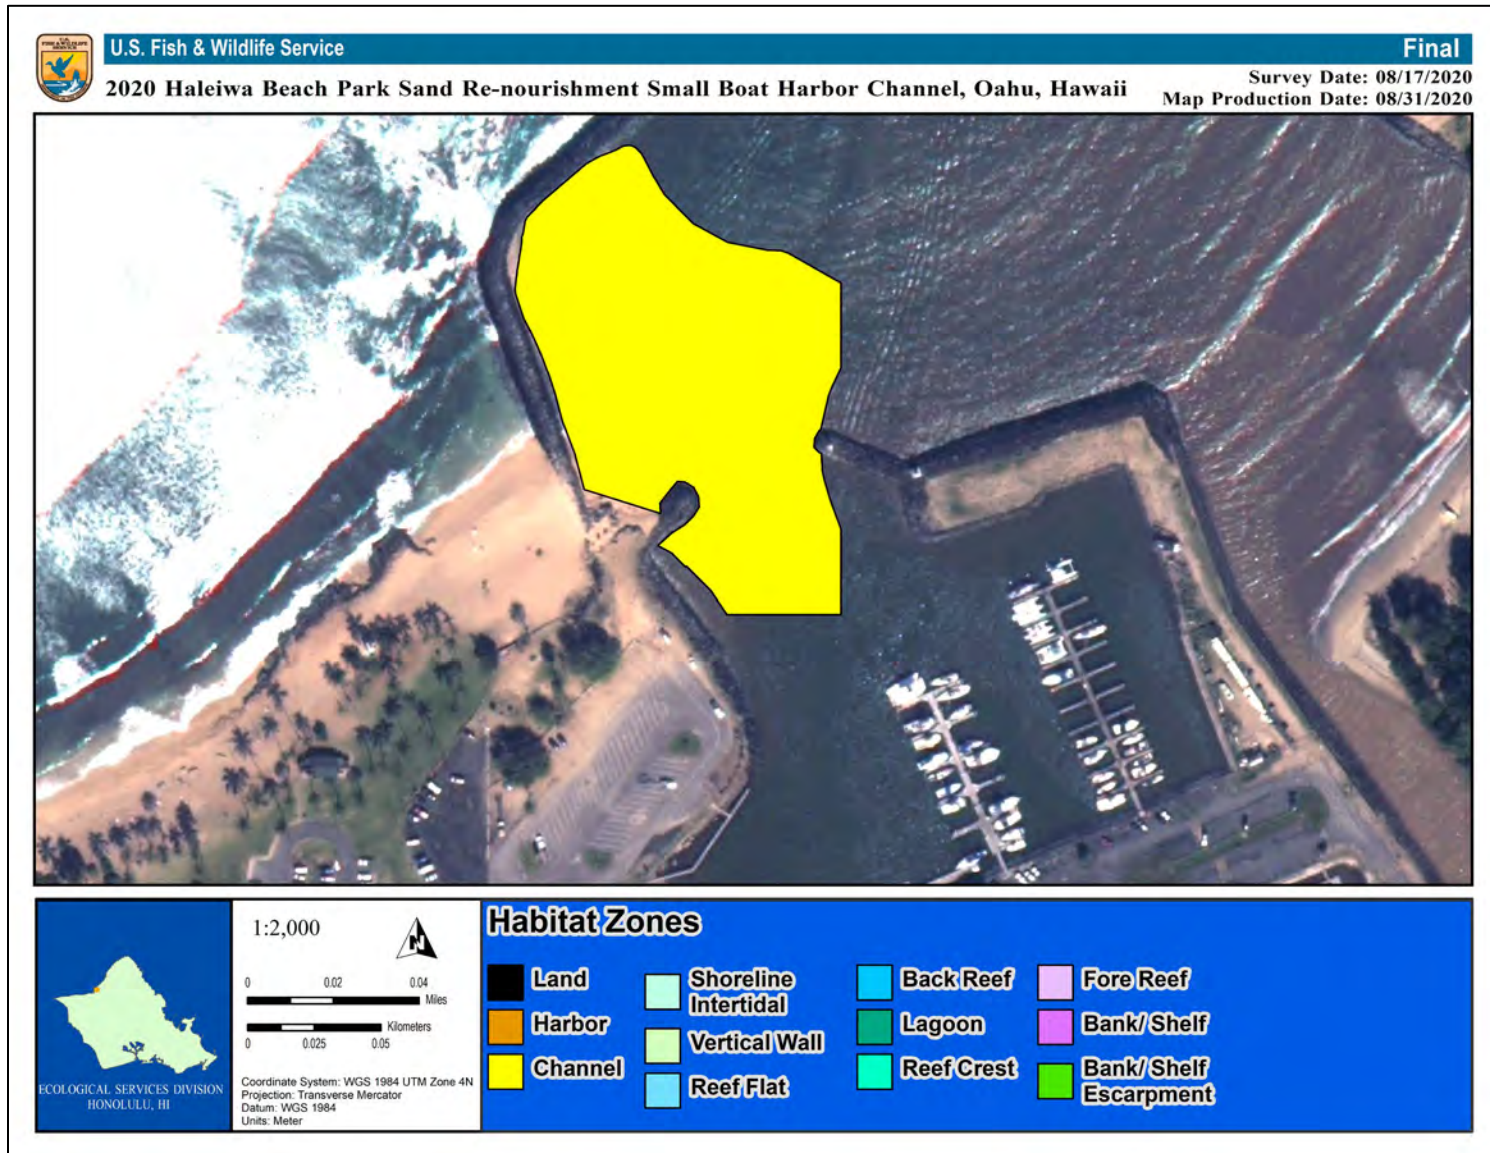 U.S.
FISH & WILDLIFE
SERVICE
U.S. Fish & Wildlife Service
Final
2020 Haleiwa Beach Park Sand Re-nourishment Small Boat Harbor Channel, Oahu, Hawaii
Survey Date: 08/17/2020
Map Production Date: 08/31/2020
ECOLOGICAL SERVICES DIVISION
HONOLULU, HI
1:2,000
N
0 0.02 0.04
Miles
Kilometers
0 0.025 0.05
Coordinate System: WGS 1984 UTM Zone 4N
Projection: Transverse Mercator
Datum: WGS 1984
Units: Meter
Habitat Zones
Land
Harbor
Channel
Shoreline
Intertidal
Vertical Wall
Reef Flat
Back Reef
Lagoon
Reef Crest
Fore Reef
Bank/ Shelf
Bank/ Shelf
Escarpment